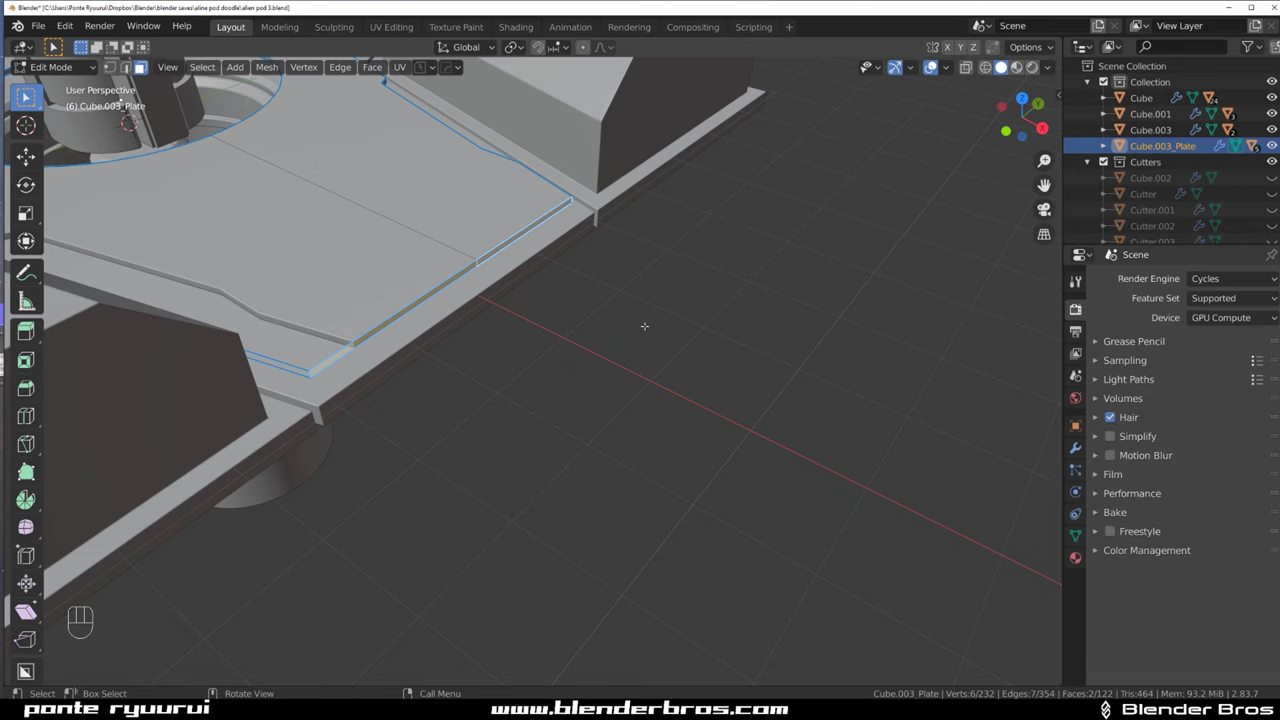 Blender* [C:\Users\Ponte Ryuurui\Dropbox\blender saves\aline pod doodle\alien pod 3.blend]
File Edit Render Window Help Layout Modeling Sculpting UV Editing Texture Paint Shading Animation Rendering Compositing Scripting + Scene View Layer
Global X Y Z Options
Edit Mode View Select Add Mesh Vertex Edge Face UV
User Perspective
(6) Cube.003_Plate
Z
Y
X
Scene Collection
Collection
Cube 24
Cube.001 3
Cube.003 2
Cube.003_Plate 5
Cutters
Cube.002
Cutter
Cutter.001
Cutter.002
Cutter.003
Scene
Render Engine Cycles
Feature Set Supported
Device GPU Compute
Grease Pencil
Sampling
Light Paths
Volumes
Hair
Simplify
Motion Blur
Film
Performance
Bake
Freestyle
Color Management
Select Box Select Rotate View Call Menu Cube.003_Plate | Verts:6/232 | Edges:7/354 | Faces:2/122 | Tris:464 | Mem: 93.2 MiB | 2.83.7
ponte ryuurui www.blenderbros.com Blender Bros